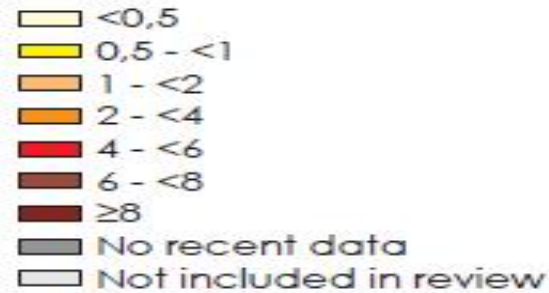 <0,5
0,5 - <1
1 - <2
2 - <4
4 - <6
6 - <8
≥8
No recent data
Not included in review